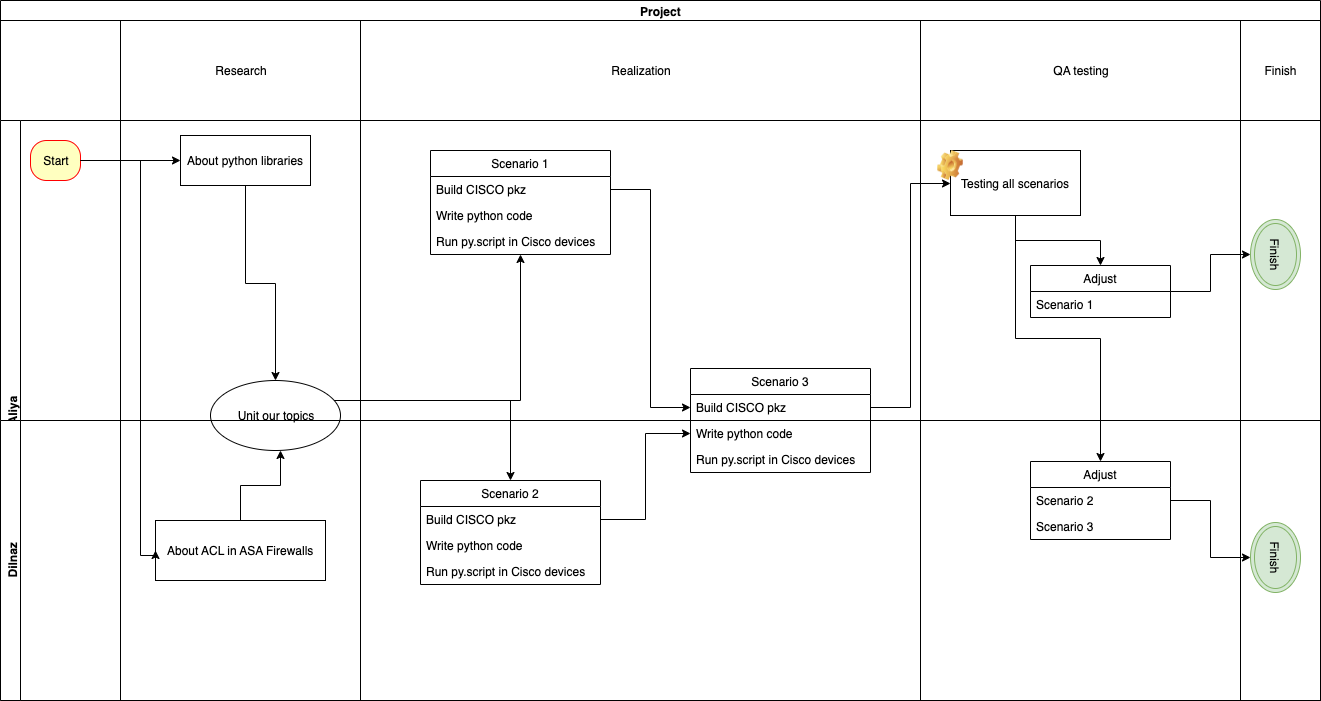 Project
Research
Realization
QA testing
Finish
Aliya
Start
About python libraries
Scenario 1
Build CISCO pkz
Write python code
Run py.script in Cisco devices
Testing all scenarios
Adjust
Scenario 1
Finish
Unit our topics
Scenario 3
Build CISCO pkz
Write python code
Run py.script in Cisco devices
Dilnaz
About ACL in ASA Firewalls
Scenario 2
Build CISCO pkz
Write python code
Run py.script in Cisco devices
Adjust
Scenario 2
Scenario 3
Finish